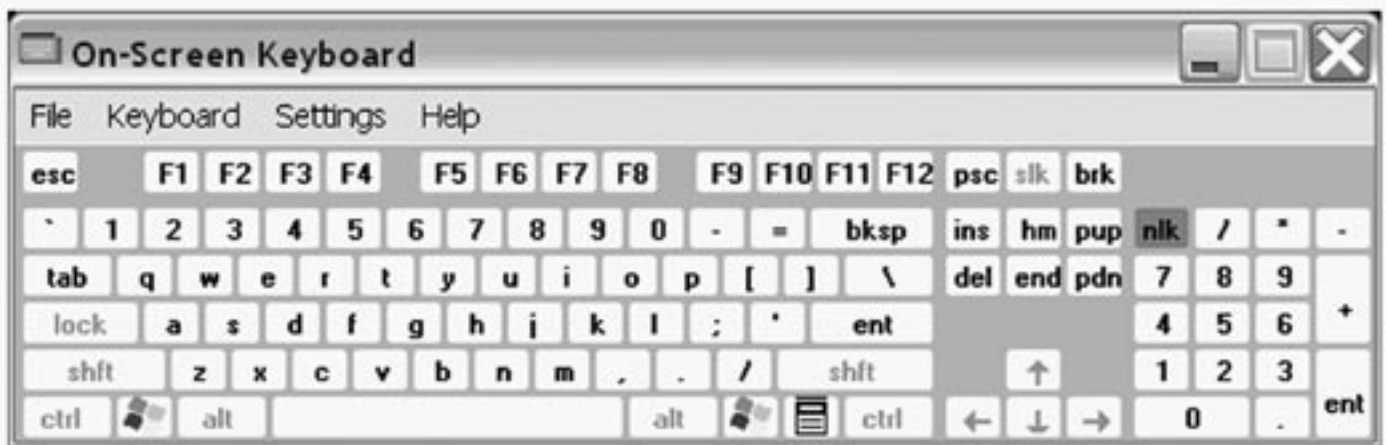 On-Screen Keyboard
File Keyboard Settings Help
esc F1 F2 F3 F4 F5 F6 F7 F8 F9 F10 F11 F12 psc slk brk
` 1 2 3 4 5 6 7 8 9 0 - = bksp ins hm pup nlk / * -
tab q w e r t y u i o p [ ] \ del end pdn 7 8 9 +
lock a s d f g h j k l ; ' ent 4 5 6
shft z x c v b n m , . / shft ↑ 1 2 3 ent
ctrl alt alt ctrl ← ↓ → 0 .